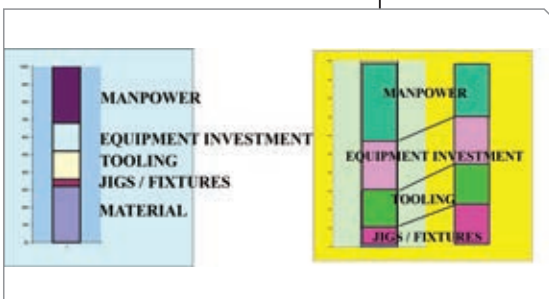 MANPOWER
EQUIPMENT INVESTMENT
TOOLING
JIGS / FIXTURES
MATERIAL
MANPOWER
EQUIPMENT INVESTMENT
TOOLING
JIGS / FIXTURES